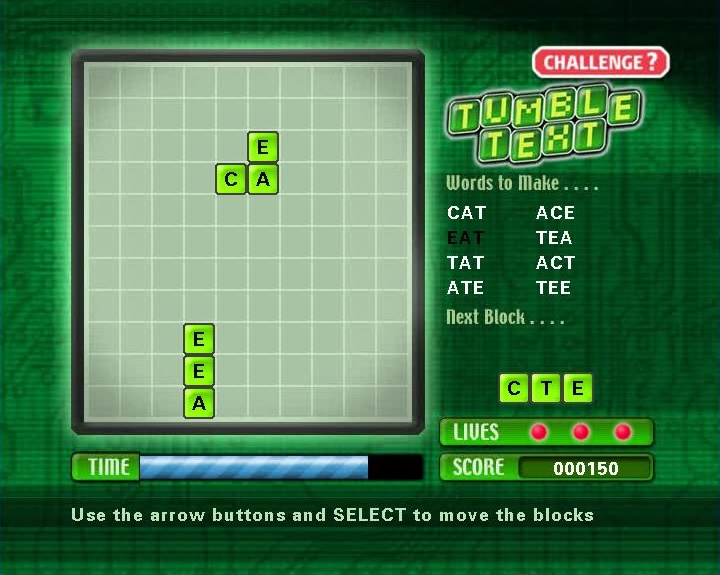 CHALLENGE?
TUMBLE
TEXT
E
C A
Words to Make . . . .
CAT ACE
EAT TEA
TAT ACT
ATE TEE
Next Block . . . .
E
E
A
C T E
LIVES
TIME
SCORE 000150
Use the arrow buttons and SELECT to move the blocks